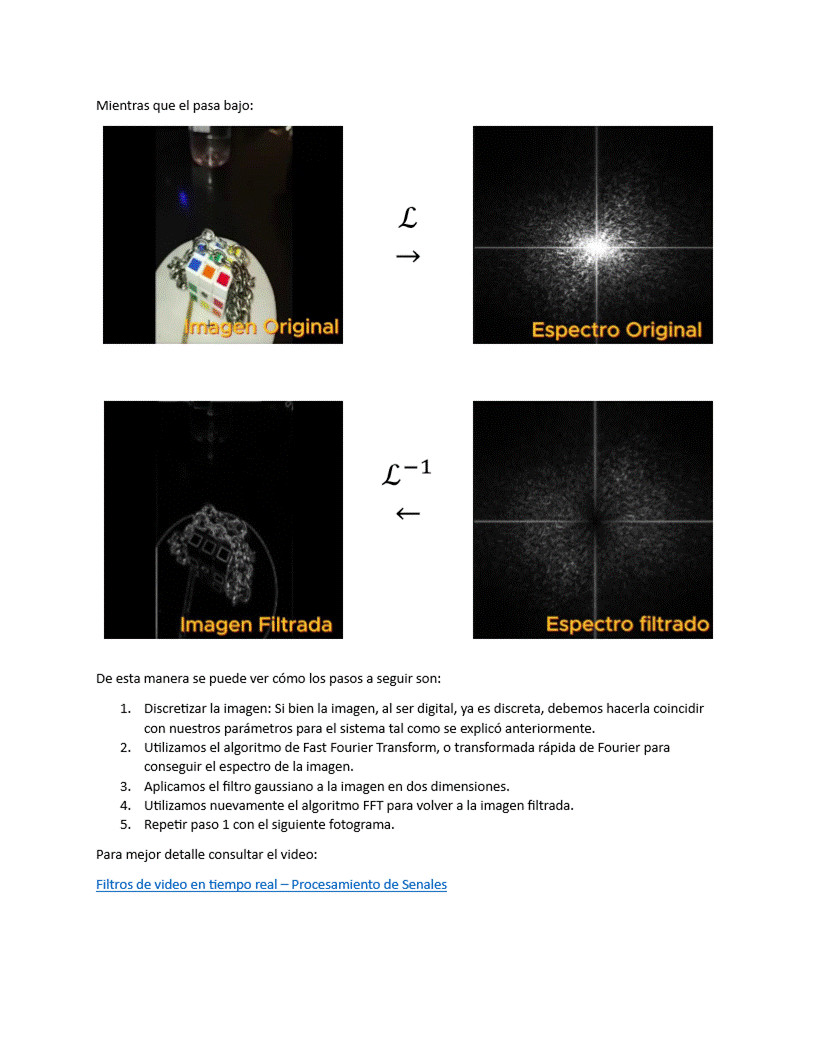 Mientras que el pasa bajo:
Imagen Original
ℒ
→
Espectro Original
Imagen Filtrada
ℒ⁻¹
←
Espectro filtrado
De esta manera se puede ver cómo los pasos a seguir son:
1. Discretizar la imagen: Si bien la imagen, al ser digital, ya es discreta, debemos hacerla coincidir
con nuestros parámetros para el sistema tal como se explicó anteriormente.
2. Utilizamos el algoritmo de Fast Fourier Transform, o transformada rápida de Fourier para
conseguir el espectro de la imagen.
3. Aplicamos el filtro gaussiano a la imagen en dos dimensiones.
4. Utilizamos nuevamente el algoritmo FFT para volver a la imagen filtrada.
5. Repetir paso 1 con el siguiente fotograma.
Para mejor detalle consultar el video:
Filtros de video en tiempo real – Procesamiento de Senales